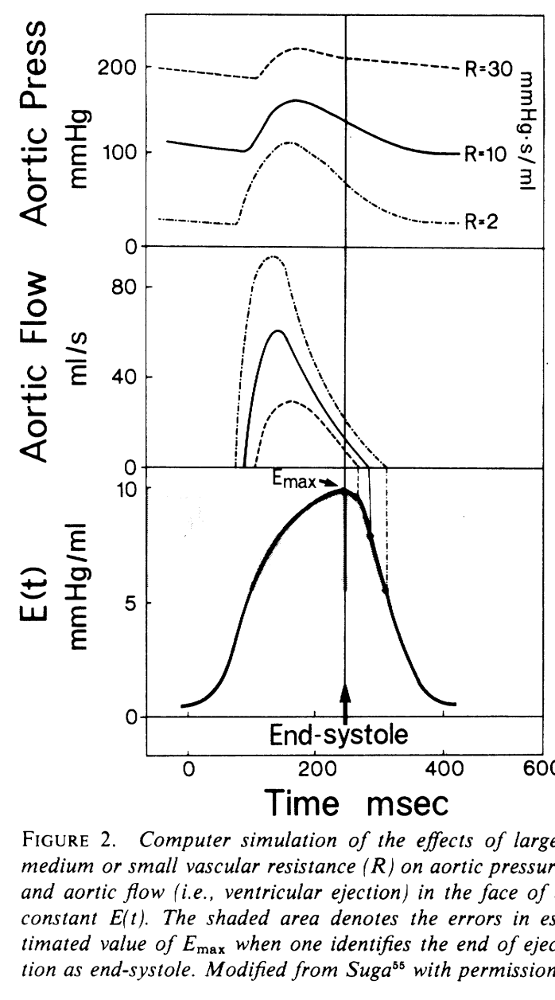 Aortic Press
mmHg
200
100
0
R=30
R=10
R=2
mmHg·s/ml
Aortic Flow
ml/s
80
40
0
Emax
E(t)
mmHg/ml
10
5
0
End-systole
0 200 400 600
Time msec
FIGURE 2. Computer simulation of the effects of large
medium or small vascular resistance (R) on aortic pressur
and aortic flow (i.e., ventricular ejection) in the face of
constant E(t). The shaded area denotes the errors in es
timated value of Emax when one identifies the end of ejec
tion as end-systole. Modified from Suga55 with permission